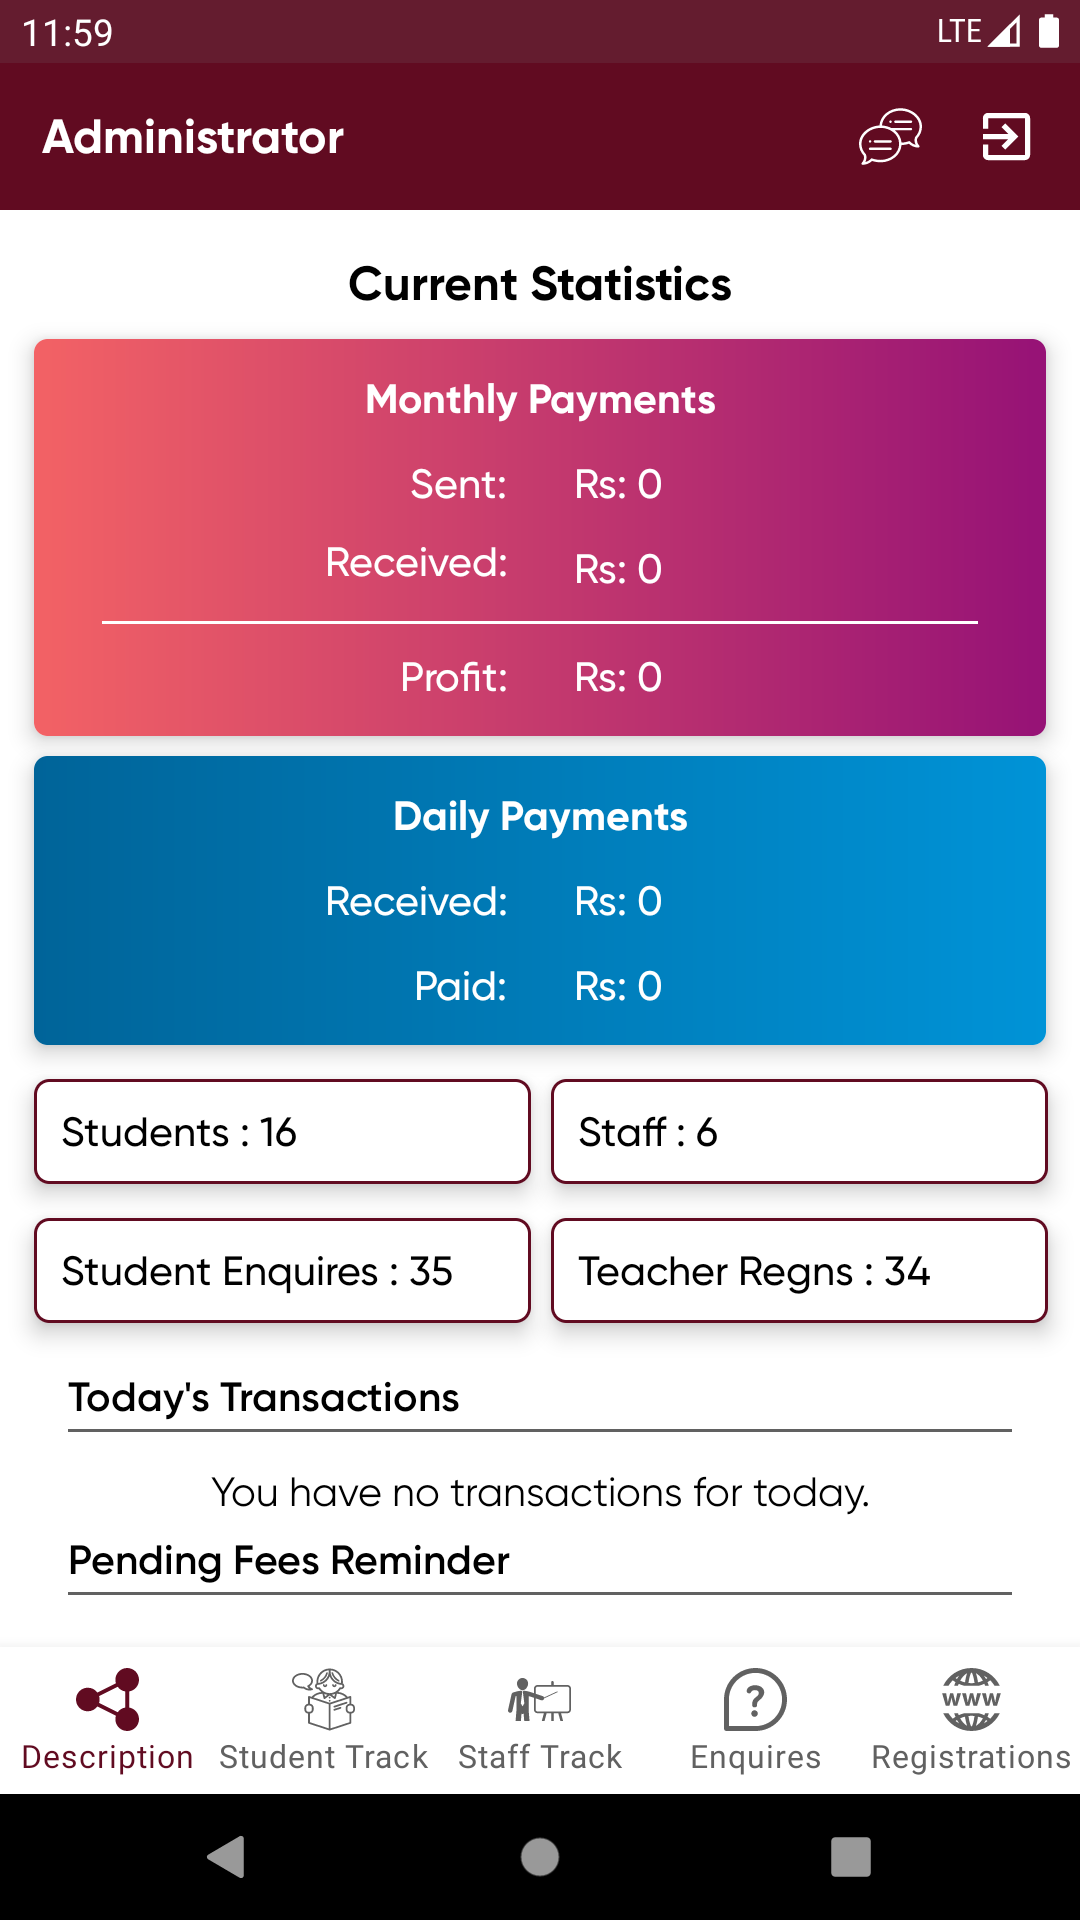 11:59 LTE
Administrator
Current Statistics
Monthly Payments
Sent: Rs: 0
Received: Rs: 0
Profit: Rs: 0
Daily Payments
Received: Rs: 0
Paid: Rs: 0
Students : 16 Staff : 6
Student Enquires : 35 Teacher Regns : 34
Today's Transactions
You have no transactions for today.
Pending Fees Reminder
? WWW
Description Student Track Staff Track Enquires Registrations